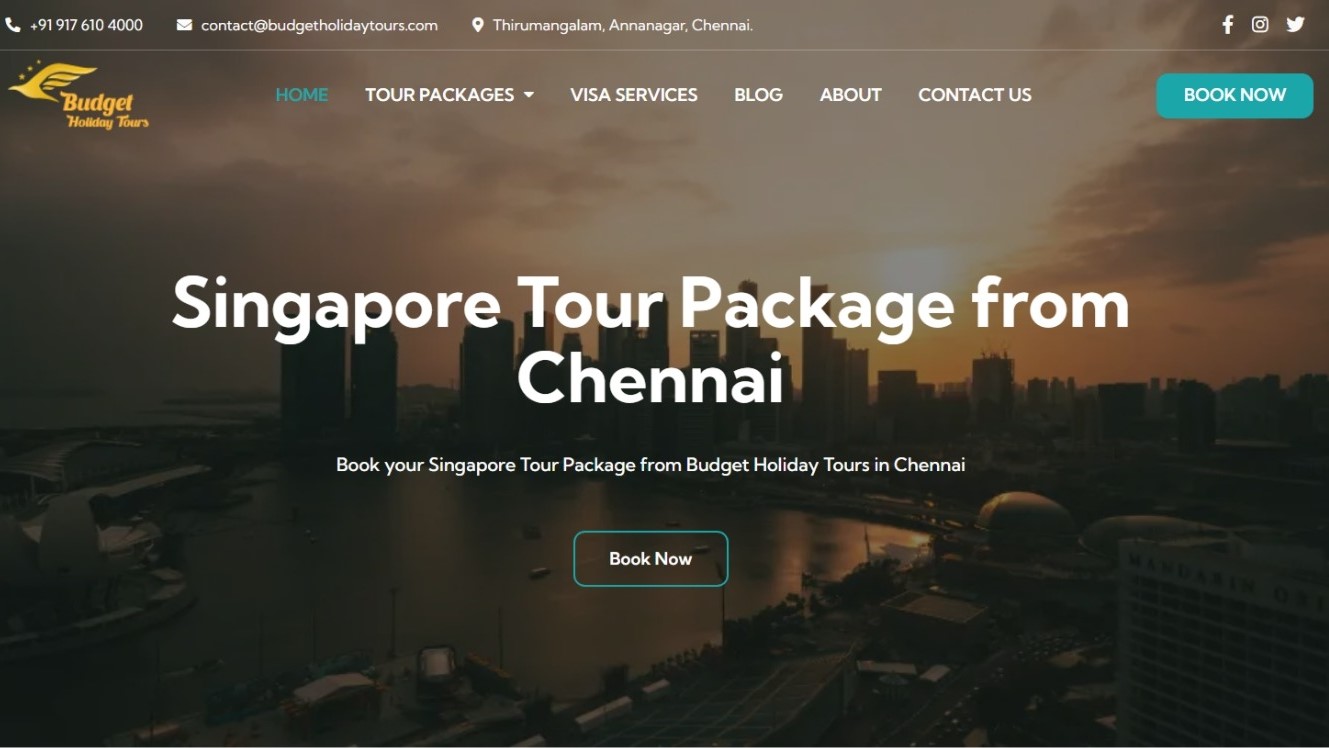 +91 917 610 4000 contact@budgetholidaytours.com Thirumangalam, Annanagar, Chennai.
Budget
Holiday Tours
HOME TOUR PACKAGES VISA SERVICES BLOG ABOUT CONTACT US BOOK NOW
Singapore Tour Package from
Chennai
Book your Singapore Tour Package from Budget Holiday Tours in Chennai
Book Now
MANDARIN ORI